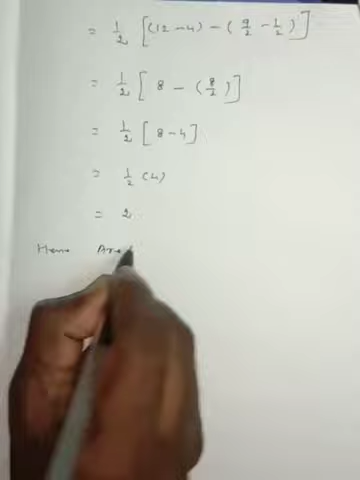 = 1/2 [(12 - 4) - (9/2 - 1/2)]
= 1/2 [8 - (8/2)]
= 1/2 [8 - 4]
= 1/2 (4)
= 2
Hence Are